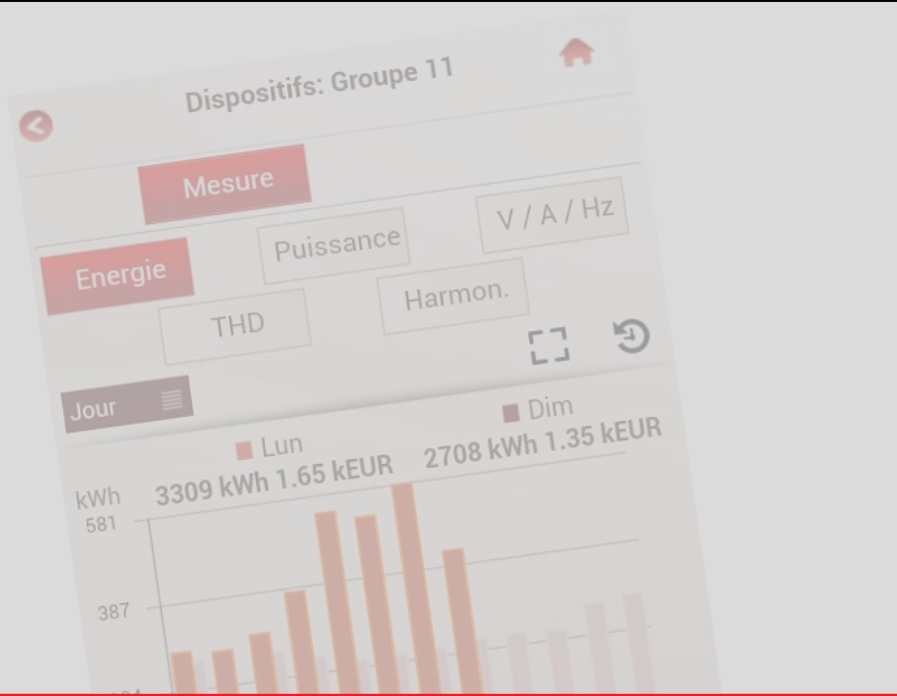 Dispositifs: Groupe 11
Mesure
Energie
Puissance
V / A / Hz
THD
Harmon.
Jour
Lun
Dim
3309 kWh 1.65 kEUR
2708 kWh 1.35 kEUR
kWh
581
387